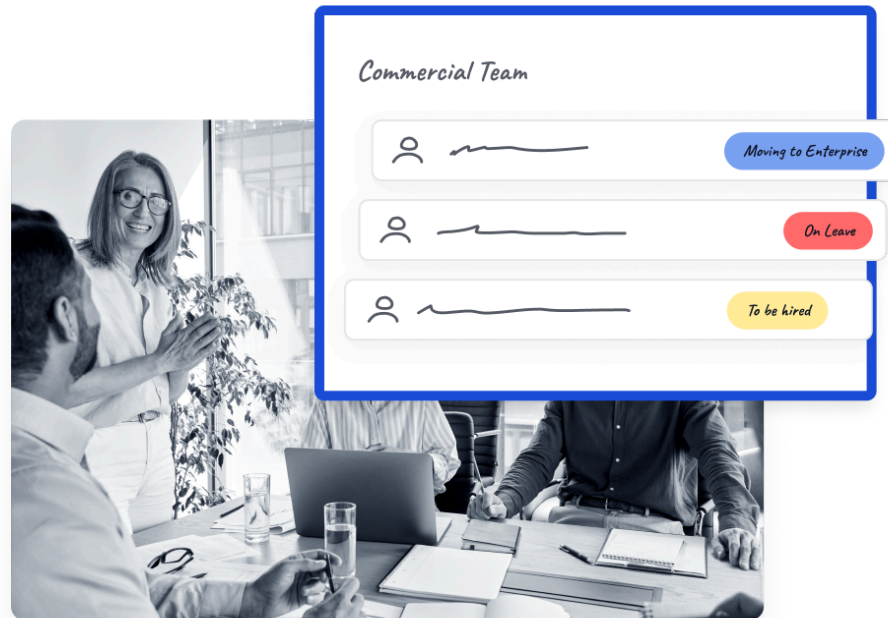 Commercial Team
Moving to Enterprise
On Leave
To be hired